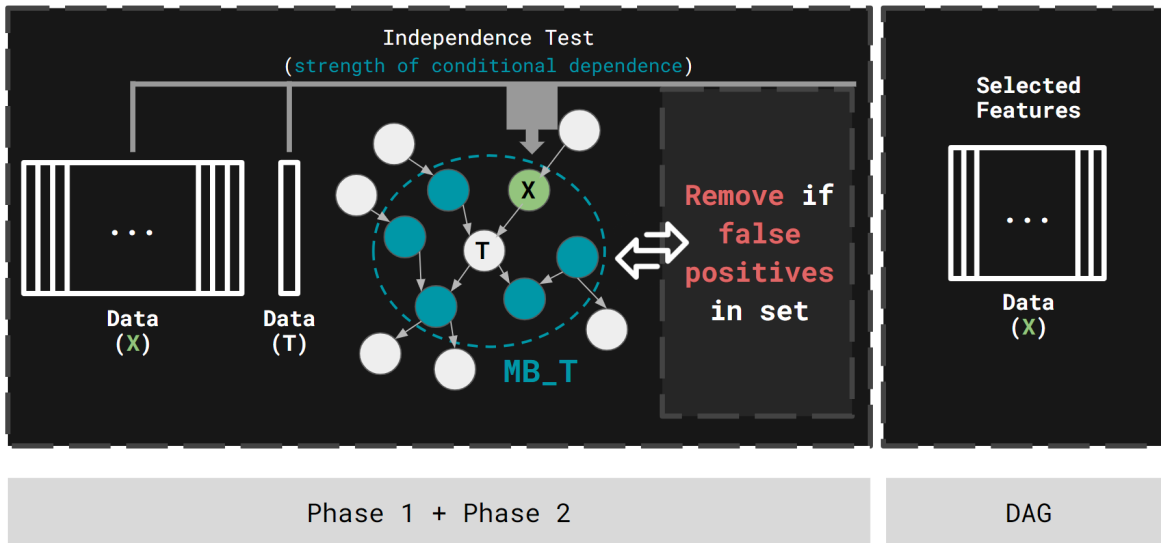 Independence Test
(strength of conditional dependence)
Data
(X)
Data
(T)
X
T
MB_T
Remove if
false
positives
in set
Selected
Features
...
...
Data
(X)
Phase 1 + Phase 2
DAG